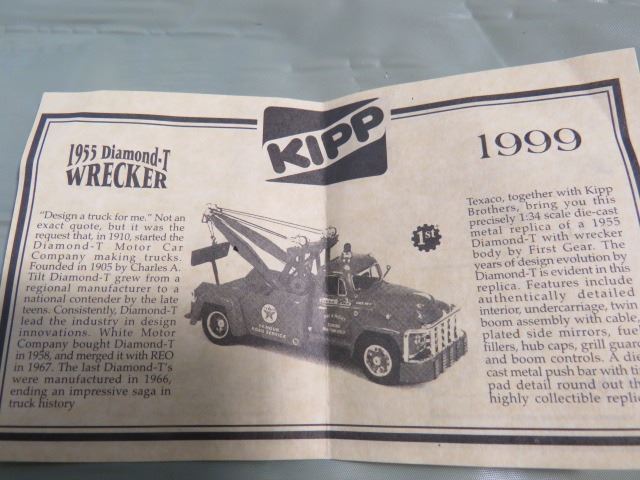 KIPP
1999
1955 Diamond-T
WRECKER
"Design a truck for me." Not an
exact quote, but it was the
request that, in 1910, started the
Diamond-T Motor Car
Company making trucks.
Founded in 1905 by Charles A.
Tilt Diamond-T grew from a
regional manufacturer to a
national contender by the late
teens. Consistently, Diamond-T
lead the industry in design
innovations.. White Motor
Company bought Diamond-T
in 1958, and merged it with REO
in 1967. The last Diamond-T's
were manufactured in 1966,
ending an impressive saga in
truck history
1st
Texaco, together with Kipp
Brothers, bring you this
precisely 1:34 scale die-cast
metal replica of a 1955
Diamond-T with wrecker
body by First Gear. The
years of design evolution by
Diamond-T is evident in this
replica. Features include
authentically detailed
interior, undercarriage, twin
boom assembly with cable,
plated side mirrors, fue
fillers, hub caps, grill guar
and boom controls. A di
cast metal push bar with ti
pad detail round out th
highly collectible replic
ROAD SERVICE